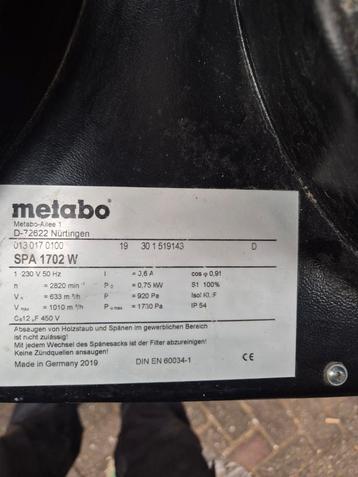 metabo
Metabo-Allee 1
D-72622 Nürtingen
013 017 0100 19 30 1 519143 D
SPA 1702 W
1 230 V 50 Hz I = 3,6 A cos φ 0,91
n = 2820 min⁻¹ P₂ = 0,75 kW S1 100%
Vₙ = 633 m³/h P = 920 Pa Isol Kl.:F
V max = 1010 m³/h P = 1730 Pa IP 54
CB12 µF 450 V
Absaugen von Holzstaub und Spänen im gewerblichen Bereich
ist nicht zulässig!
Mit jedem Wechsel des Spänesacks ist der Filter abzureinigen!
Keine Zündquellen ansaugen!
Made in Germany 2019 DIN EN 60034-1 CE